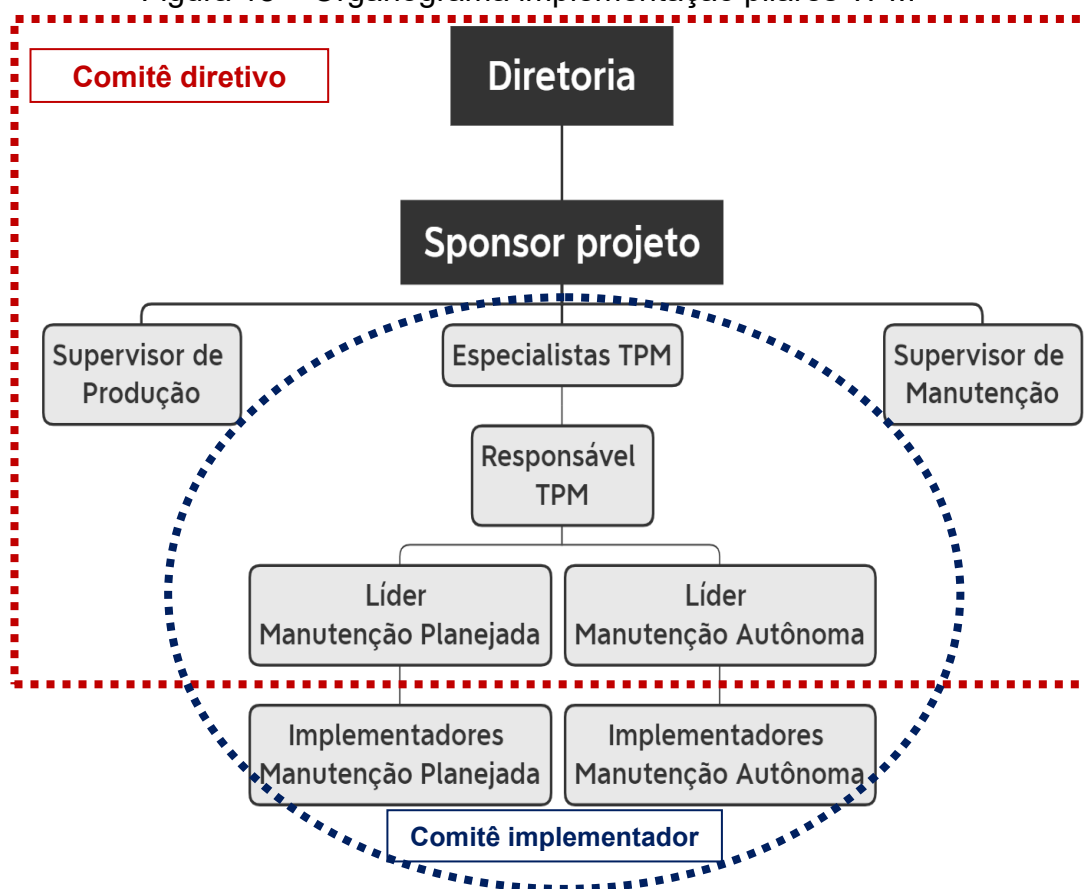 Comitê diretivo
Diretoria
Sponsor projeto
Supervisor de
Produção
Especialistas TPM
Supervisor de
Manutenção
Responsável
TPM
Líder
Manutenção Planejada
Líder
Manutenção Autônoma
Implementadores
Manutenção Planejada
Implementadores
Manutenção Autônoma
Comitê implementador